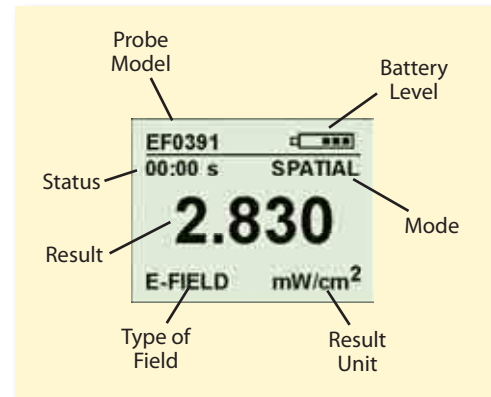 Probe
Model
Battery
Level
EF0391
00:00 s SPATIAL
Status
Mode
2.830
Result
E-FIELD mW/cm²
Type of
Field
Result
Unit